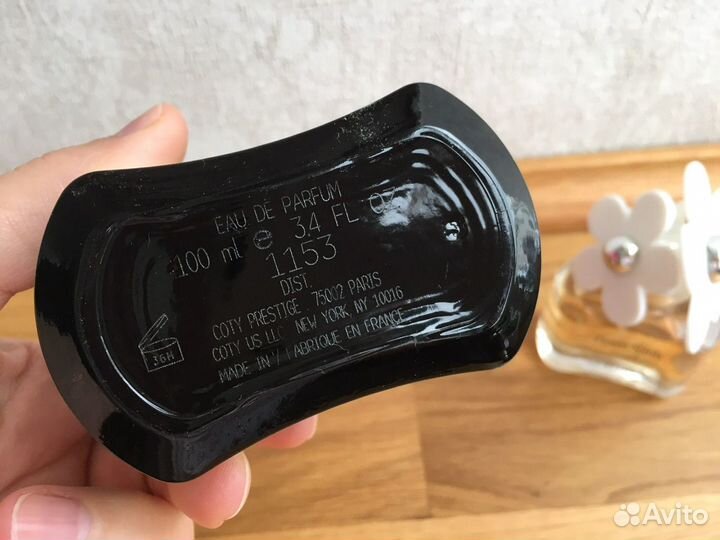 EAU DE PARFUM
100 ml ℮ 3.4 FL OZ
1153
DIST.
COTY PRESTIGE . 75002 PARIS
COTY US LLC NEW YORK, NY 10016
MADE IN / FABRIQUE EN FRANCE
36M
Avito